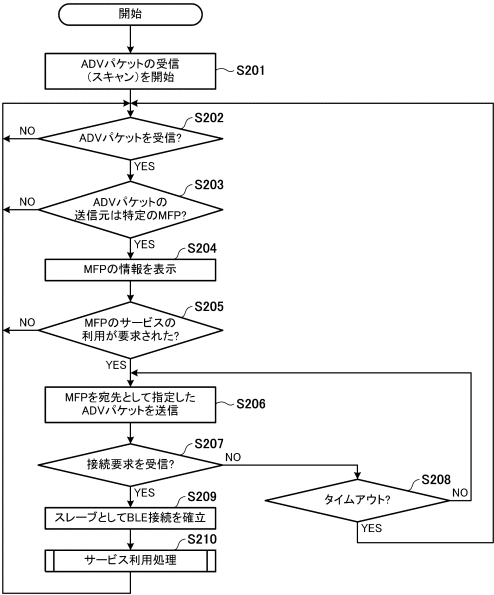 開始
ADVパケットの受信
(スキャン)を開始
S201
S202
ADVパケットを受信?
NO
YES
S203
ADVパケットの
送信元は特定のMFP?
NO
YES
S204
MFPの情報を表示
S205
MFPのサービスの
利用が要求された?
NO
YES
MFPを宛先として指定した
ADVパケットを送信
S206
S207
接続要求を受信?
NO
YES
S208
タイムアウト?
NO
YES
S209
スレーブとしてBLE接続を確立
S210
サービス利用処理